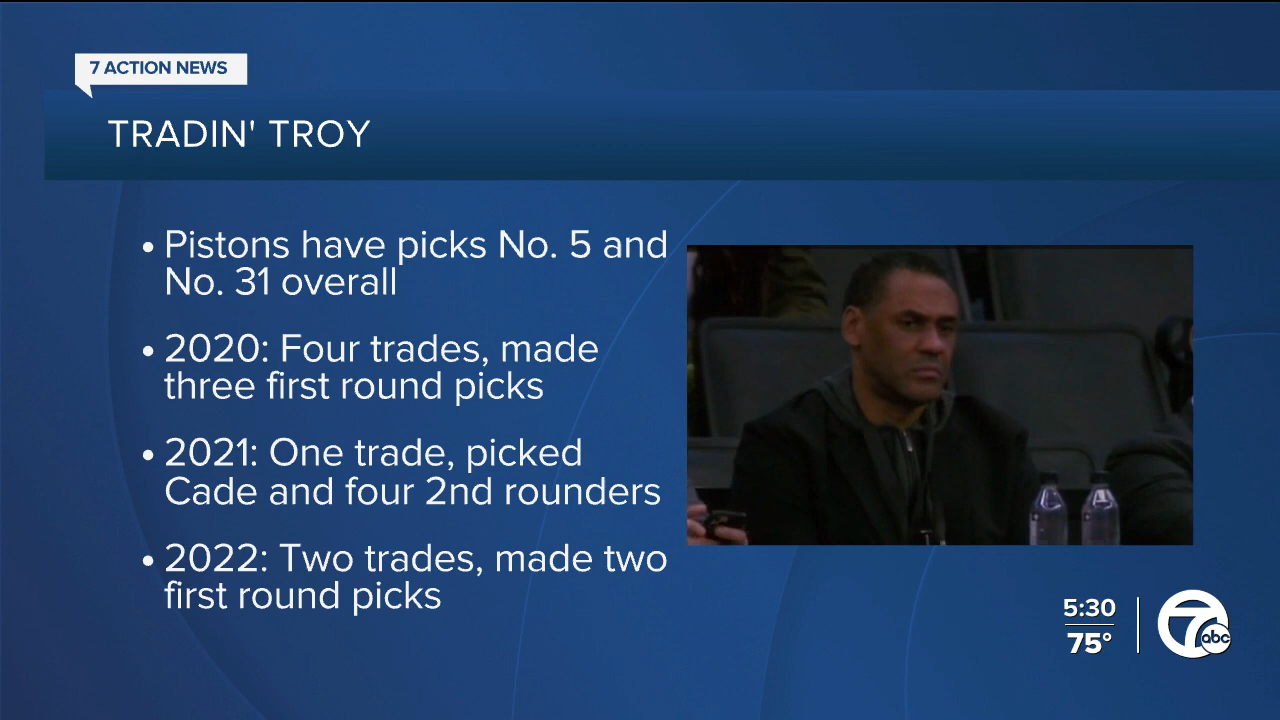 7 ACTION NEWS
TRADIN' TROY
• Pistons have picks No. 5 and
No. 31 overall
• 2020: Four trades, made
three first round picks
• 2021: One trade, picked
Cade and four 2nd rounders
• 2022: Two trades, made two
first round picks
5:30
75°
7
abc